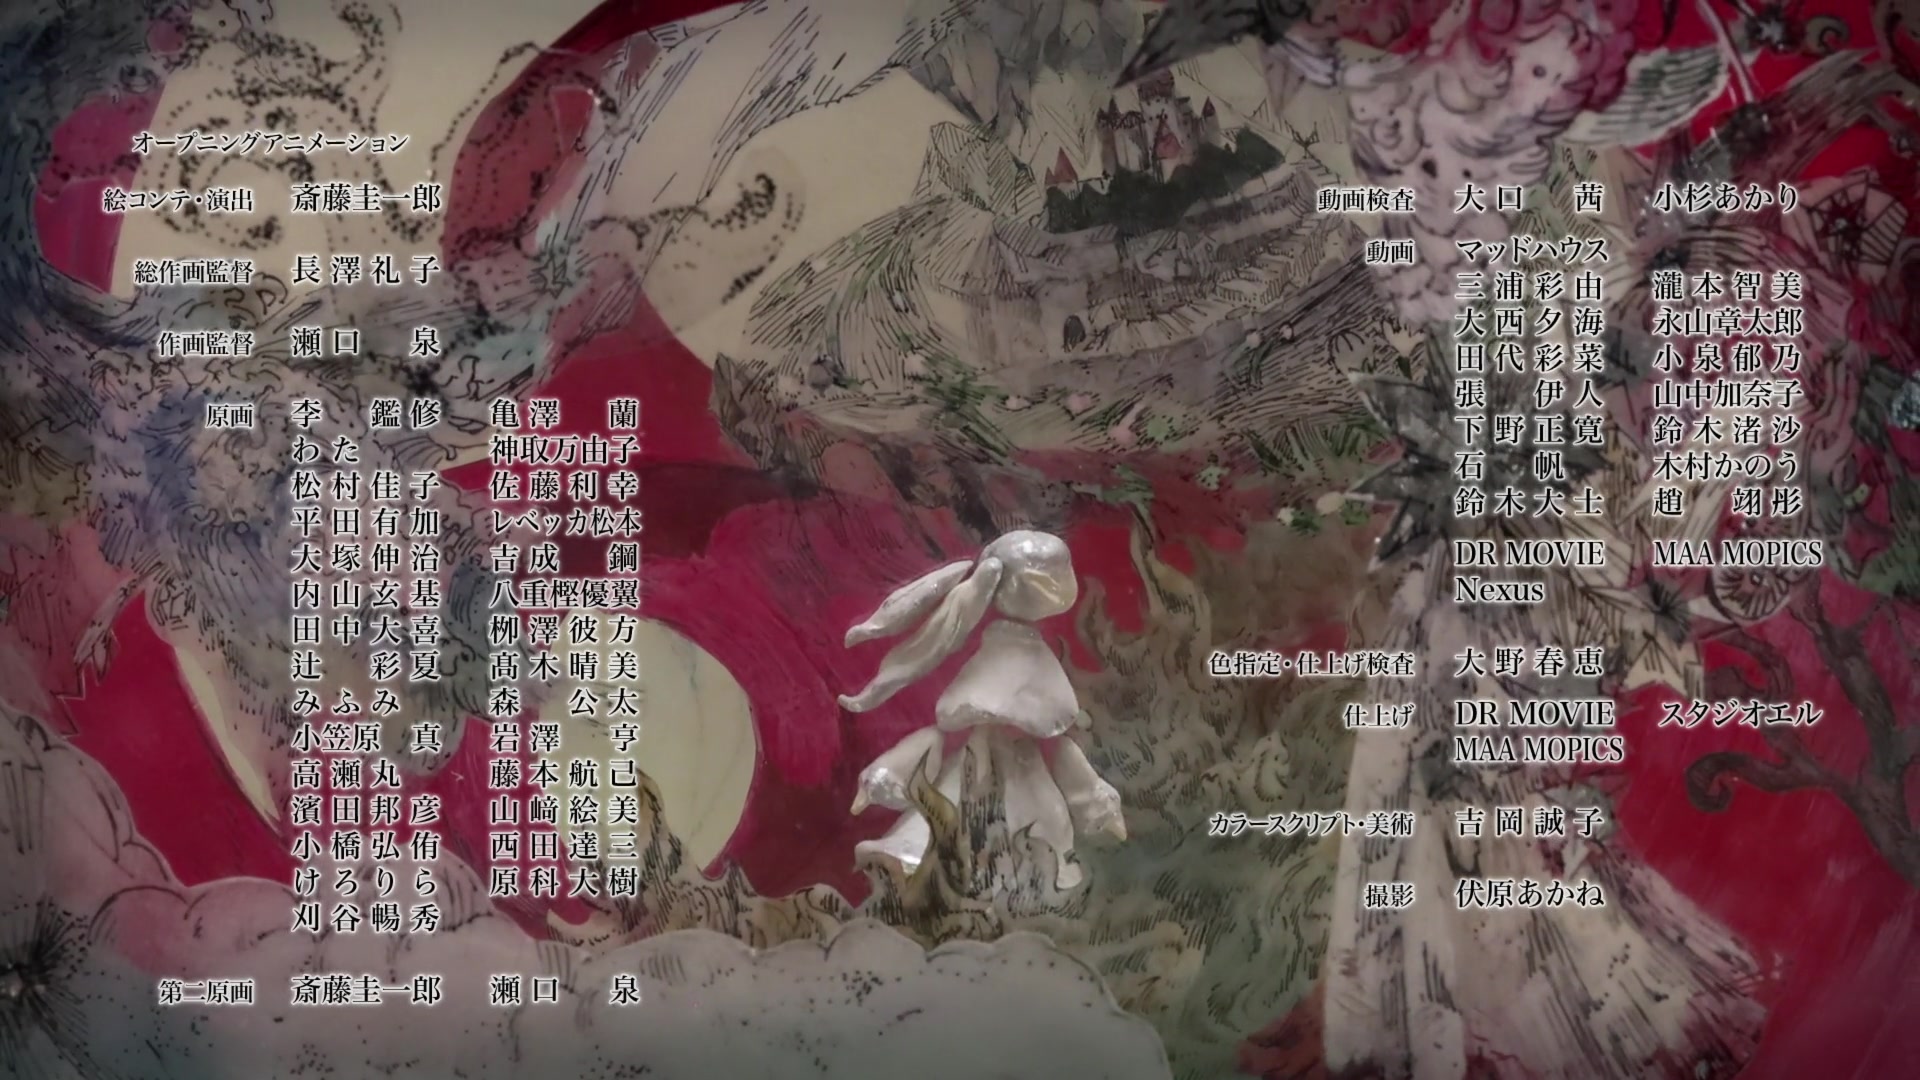 オープニングアニメーション
絵コンテ・演出 斎藤圭一郎
総作画監督 長澤礼子
作画監督 瀬口 泉
原画 李 鑑修 亀澤 蘭
わた 神取万由子
松村佳子 佐藤利幸
平田有加 レベッカ松本
大塚伸治 吉成 鋼
内山玄基 八重樫優翼
田中大喜 栁澤彼方
辻 彩夏 髙木晴美
みふみ 森 公太
小笠原 真 岩澤 亨
高瀬丸 藤本航己
濱田邦彦 山﨑絵美
小橋弘侑 西田達三
けろりら 原科大樹
刈谷暢秀
第二原画 斎藤圭一郎 瀬口 泉
動画検査 大口 茜 小杉あかり
動画 マッドハウス
三浦彩由 瀧本智美
大西夕海 永山章太郎
田代彩菜 小泉郁乃
張 伊人 山中加奈子
下野正寛 鈴木渚沙
石 帆 木村かのう
鈴木大士 趙 翊彤
DR MOVIE MAA MOPICS
Nexus
色指定・仕上げ検査 大野春恵
仕上げ DR MOVIE スタジオエル
MAA MOPICS
カラースクリプト・美術 吉岡誠子
撮影 伏原あかね